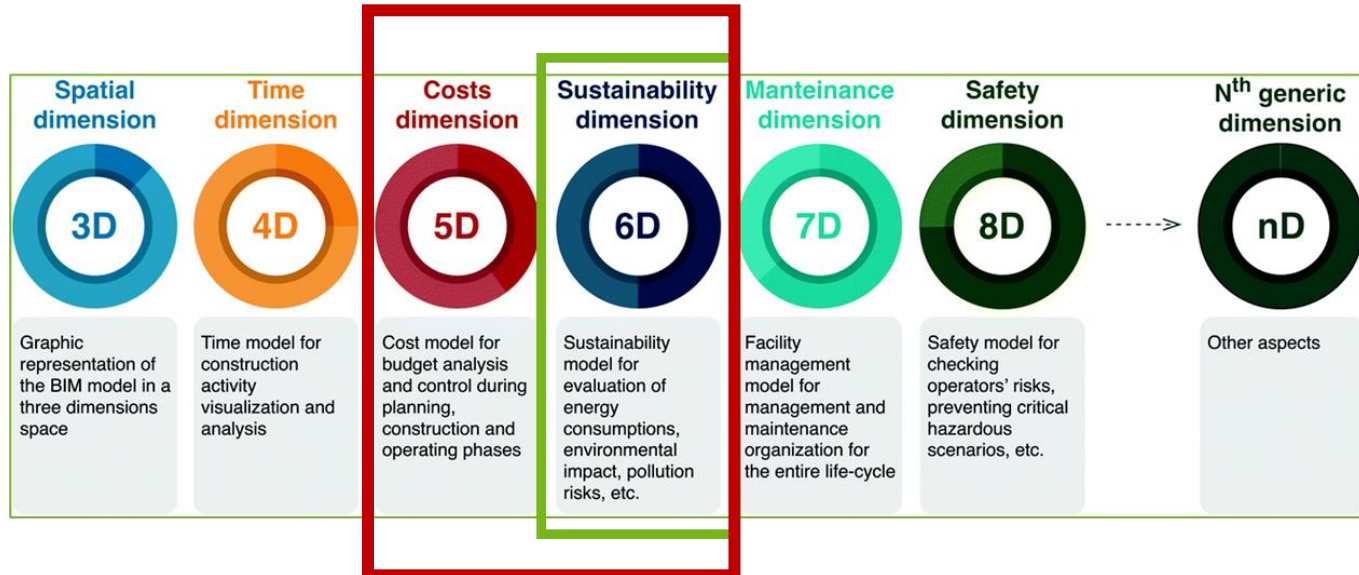 Spatial
dimension
3D
Graphic
representation of
the BIM model in a
three dimensions
space
Time
dimension
4D
Time model for
construction
activity
visualization and
analysis
Costs
dimension
5D
Cost model for
budget analysis
and control during
planning,
construction and
operating phases
Sustainability
dimension
6D
Sustainability
model for
evaluation of
energy
consumptions,
environmental
impact, pollution
risks, etc.
Manteinance
dimension
7D
Facility
management
model for
management and
maintenance
organization for
the entire life-cycle
Safety
dimension
8D
Safety model for
checking
operators' risks,
preventing critical
hazardous
scenarios, etc.
Nth generic
dimension
nD
Other aspects